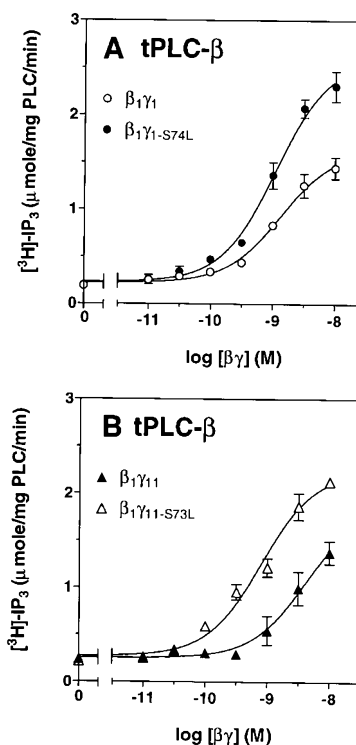 A tPLC-β
○ β₁γ₁
● β₁γ₁₋S74L
[³H]-IP₃ (μ mole/mg PLC/min)
3
2
1
0
0 -11 -10 -9 -8
log [βγ] (M)
B tPLC-β
▲ β₁γ₁₁
△ β₁γ₁₁₋S73L
[³H]-IP₃ (μ mole/mg PLC/min)
3
2
1
0
0 -11 -10 -9 -8
log [βγ] (M)